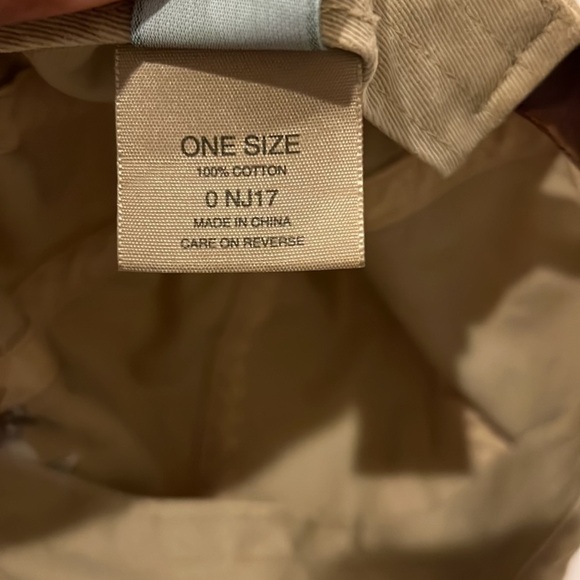 ONE SIZE
100% COTTON
0 NJ17
MADE IN CHINA
CARE ON REVERSE